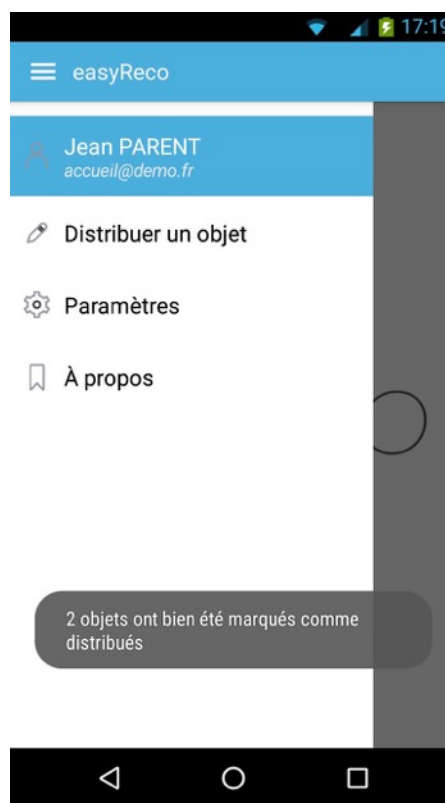 17:19
easyReco
Jean PARENT
accueil@demo.fr
Distribuer un objet
Paramètres
À propos
2 objets ont bien été marqués comme
distribués